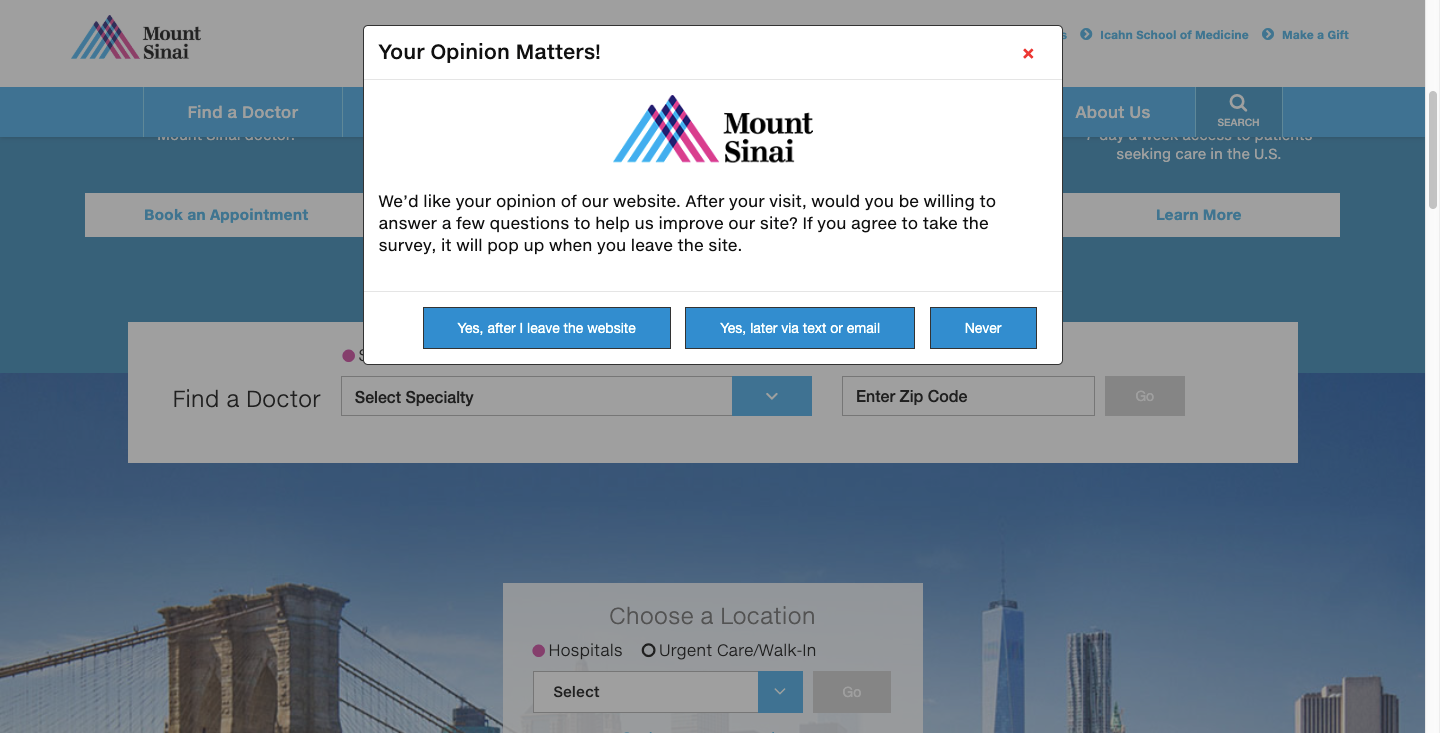 Mount
Sinai
Icahn School of Medicine
Make a Gift
Your Opinion Matters!
Find a Doctor
About Us
SEARCH
Mount
Sinai
Mount Sinai doctor.
7 day a week access to patients
seeking care in the U.S.
We'd like your opinion of our website. After your visit, would you be willing to
answer a few questions to help us improve our site? If you agree to take the
survey, it will pop up when you leave the site.
Book an Appointment
Learn More
Yes, after I leave the website
Yes, later via text or email
Never
Find a Doctor
Select Specialty
Enter Zip Code
Go
Choose a Location
Hospitals
Urgent Care/Walk-In
Select
Go